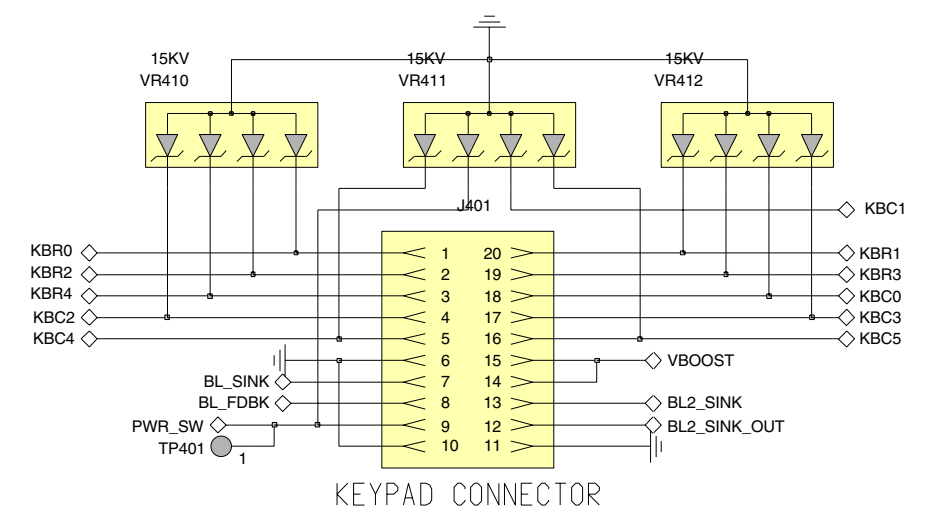 15KV 15KV 15KV
VR410 VR411 VR412
J401
KBC1
KBR0 1 20 KBR1
KBR2 2 19 KBR3
KBR4 3 18 KBC0
KBC2 4 17 KBC3
KBC4 5 16 KBC5
6 15 VBOOST
BL_SINK 7 14
BL_FDBK 8 13 BL2_SINK
PWR_SW 9 12 BL2_SINK_OUT
TP401 1 10 11
KEYPAD CONNECTOR